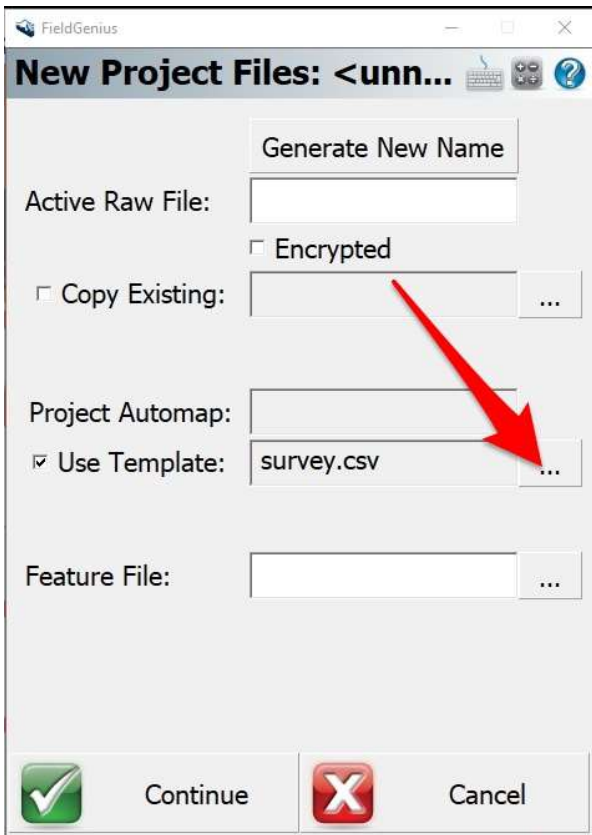 FieldGenius
New Project Files: <unn...
Generate New Name
Active Raw File:
Encrypted
Copy Existing: ...
Project Automap:
Use Template: survey.csv ...
Feature File: ...
Continue Cancel